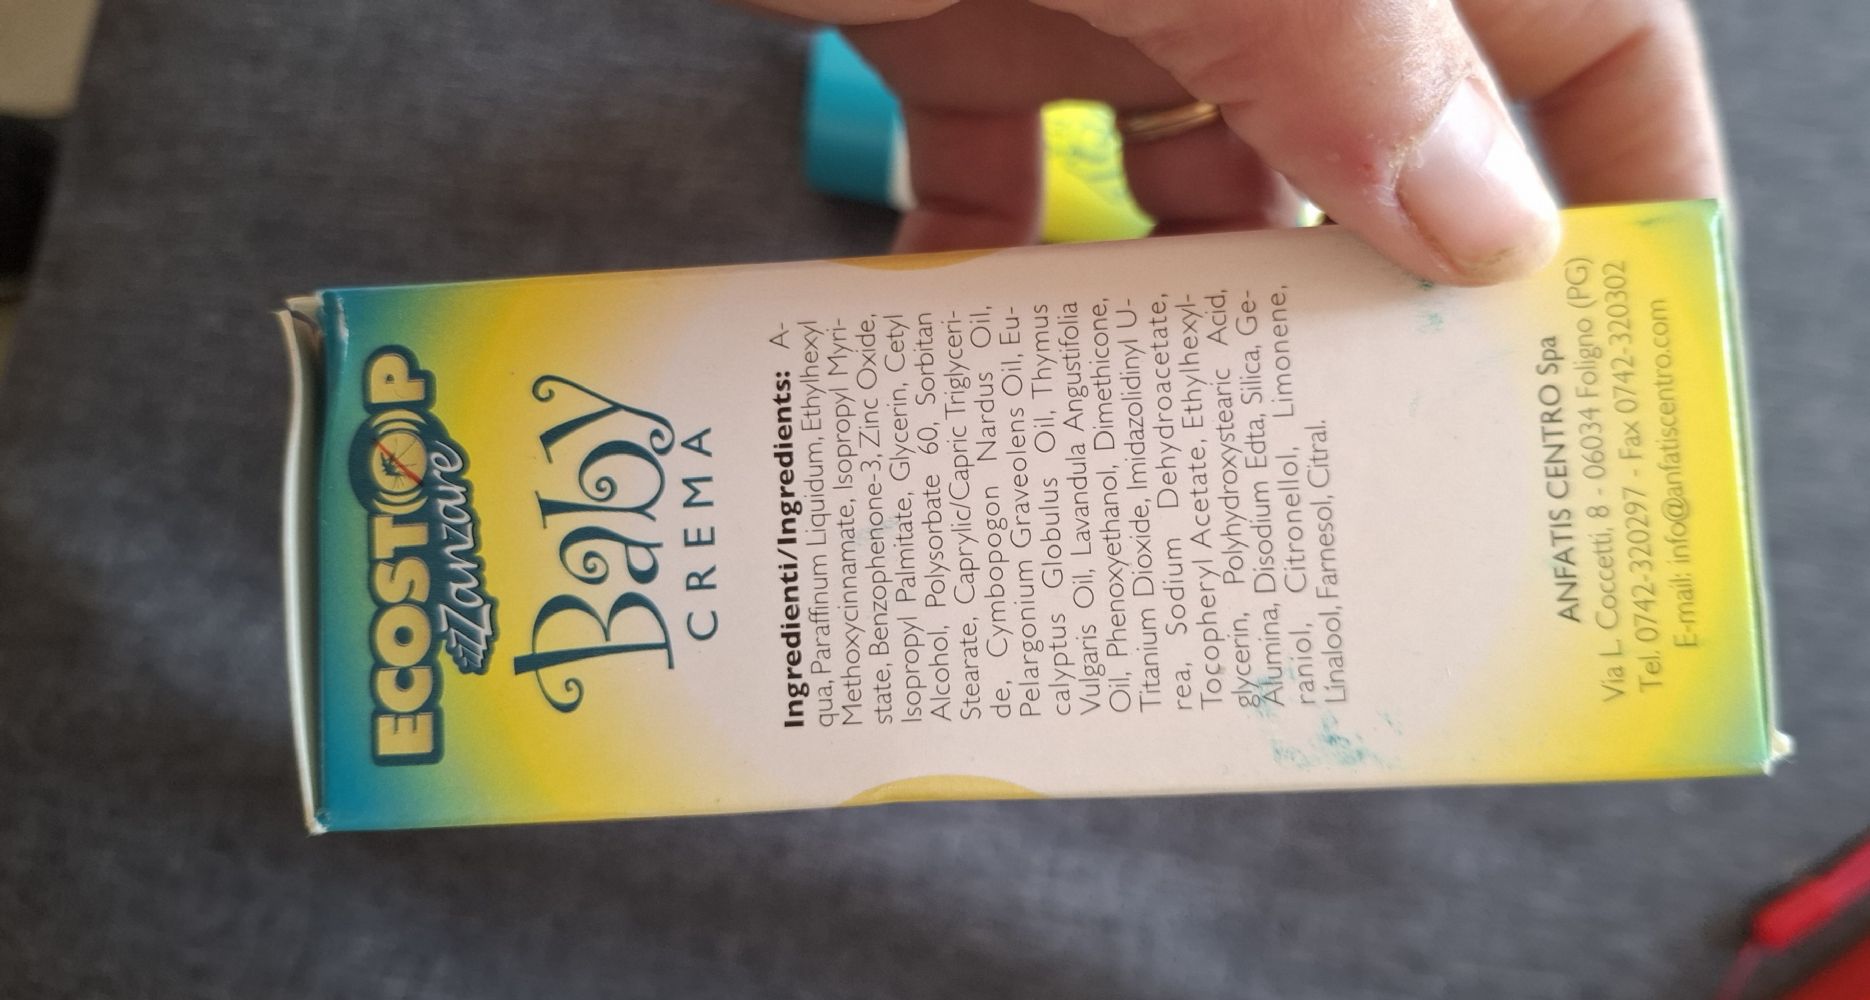 ECOSTOP
zzZanzare
Baby
CREMA
Ingredienti/Ingredients: A-
qua, Paraffinum Liquidum, Ethylhexyl
Methoxycinnamate, Isopropyl Myri-
state, Benzophenone-3, Zinc Oxide,
Isopropyl Palmitate, Glycerin, Cetyl
Alcohol, Polysorbate 60, Sorbitan
Stearate, Caprylic/Capric Triglyceri-
de, Cymbopogon Nardus Oil,
Pelargonium Graveolens Oil, Eu-
calyptus Globulus Oil, Thymus
Vulgaris Oil, Lavandula Angustifolia
Oil, Phenoxyethanol, Dimethicone,
Titanium Dioxide, Imidazolidinyl U-
rea, Sodium Dehydroacetate,
Tocopheryl Acetate, Ethylhexyl-
glycerin, Polyhydroxystearic Acid,
Alumina, Disodium Edta, Silica, Ge-
raniol, Citronellol, Limonene,
Linalool, Farnesol, Citral.
ANFATIS CENTRO Spa
Via L. Coccetti, 8 - 06034 Foligno (PG)
Tel. 0742-320297 - Fax 0742-320302
E-mail: info@anfatiscentro.com